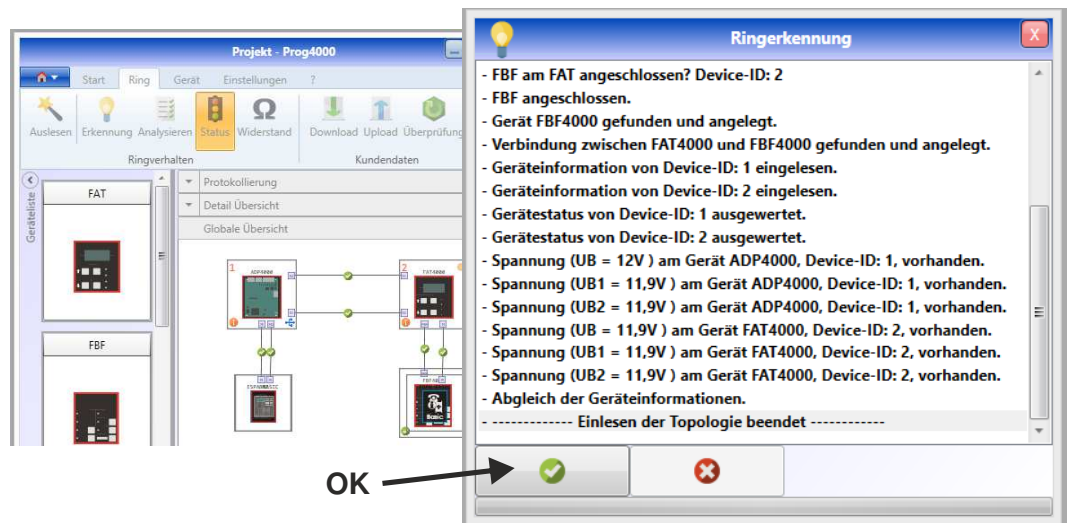 Projekt - Prog4000
Start Ring Gerät Einstellungen ?
Auslesen Erkennung Analysieren Status Widerstand Download Upload Überprüfung
Ringverhalten Kundendaten
Geräteliste
FAT
FBF
Protokollierung
Detail Übersicht
Globale Übersicht
1 ADP4000
2 FAT4000
Basic
Ringerkennung
X
- FBF am FAT angeschlossen? Device-ID: 2
- FBF angeschlossen.
- Gerät FBF4000 gefunden und angelegt.
- Verbindung zwischen FAT4000 und FBF4000 gefunden und angelegt.
- Geräteinformation von Device-ID: 1 eingelesen.
- Geräteinformation von Device-ID: 2 eingelesen.
- Gerätestatus von Device-ID: 1 ausgewertet.
- Gerätestatus von Device-ID: 2 ausgewertet.
- Spannung (UB = 12V ) am Gerät ADP4000, Device-ID: 1, vorhanden.
- Spannung (UB1 = 11,9V ) am Gerät ADP4000, Device-ID: 1, vorhanden.
- Spannung (UB2 = 11,9V ) am Gerät ADP4000, Device-ID: 1, vorhanden.
- Spannung (UB = 11,9V ) am Gerät FAT4000, Device-ID: 2, vorhanden.
- Spannung (UB1 = 11,9V ) am Gerät FAT4000, Device-ID: 2, vorhanden.
- Spannung (UB2 = 11,9V ) am Gerät FAT4000, Device-ID: 2, vorhanden.
- Abgleich der Geräteinformationen.
- ------------- Einlesen der Topologie beendet ------------
OK